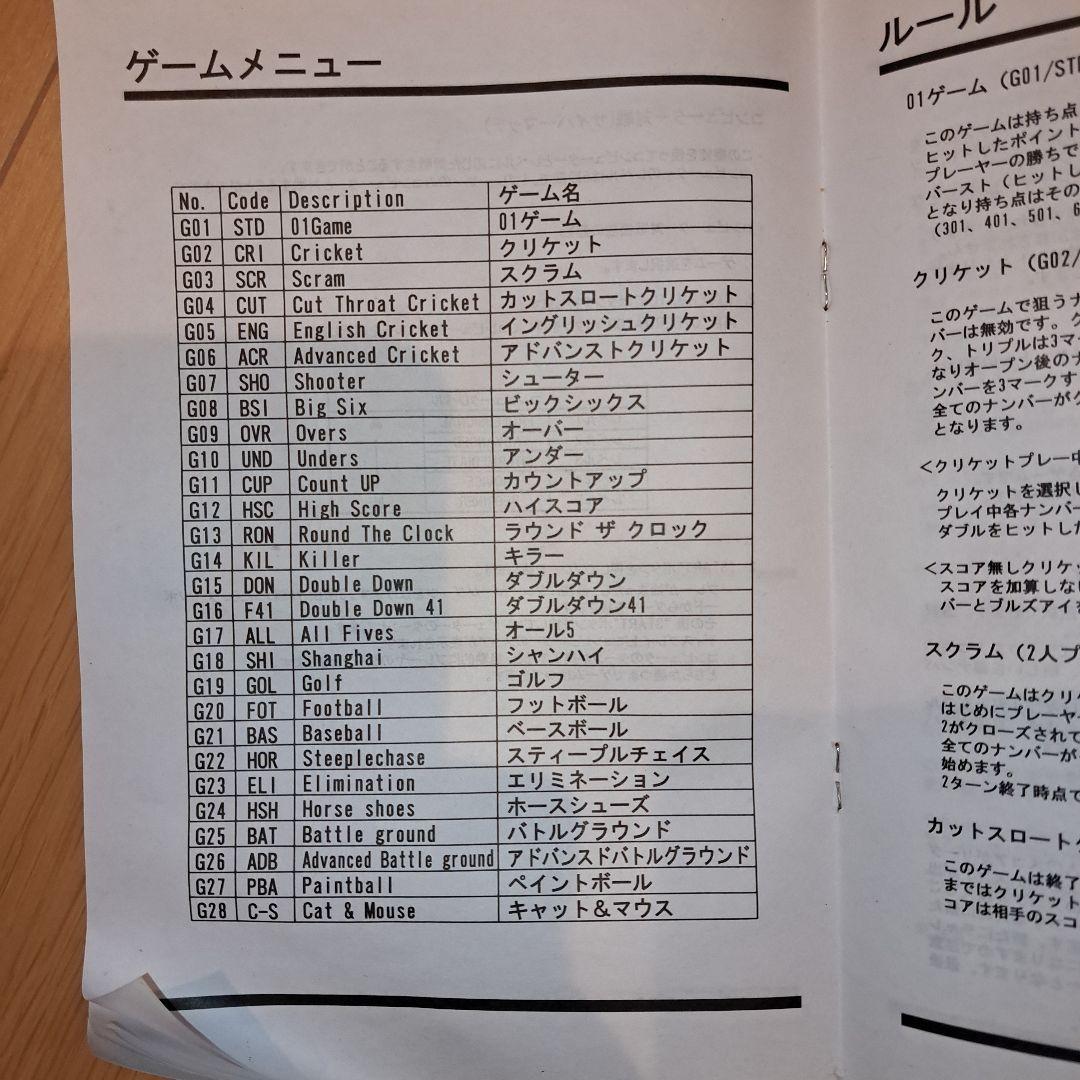 ゲームメニュー
No. Code Description ゲーム名
G01 STD 01Game 01ゲーム
G02 CRI Cricket クリケット
G03 SCR Scram スクラム
G04 CUT Cut Throat Cricket カットスロートクリケット
G05 ENG English Cricket イングリッシュクリケット
G06 ACR Advanced Cricket アドバンストクリケット
G07 SHO Shooter シューター
G08 BSI Big Six ビックシックス
G09 OVR Overs オーバー
G10 UND Unders アンダー
G11 CUP Count UP カウントアップ
G12 HSC High Score ハイスコア
G13 RON Round The Clock ラウンド ザ クロック
G14 KIL Killer キラー
G15 DON Double Down ダブルダウン
G16 F41 Double Down 41 ダブルダウン41
G17 ALL All Fives オール5
G18 SHI Shanghai シャンハイ
G19 GOL Golf ゴルフ
G20 FOT Football フットボール
G21 BAS Baseball ベースボール
G22 HOR Steeplechase スティープルチェイス
G23 ELI Elimination エリミネーション
G24 HSH Horse shoes ホースシューズ
G25 BAT Battle ground バトルグラウンド
G26 ADB Advanced Battle ground アドバンスドバトルグラウンド
G27 PBA Paintball ペイントボール
G28 C-S Cat & Mouse キャット＆マウス
ルール
01ゲーム (G01/STD
このゲームは持ち点
ヒットしたポイント
プレーヤーの勝ちで
バースト（ヒットし
となり持ち点はその
(301、401、501、6
クリケット (G02/
このゲームで狙うナ
バーは無効です。ク
ク、トリプルは3マー
なりオープン後のナ
ンバーを3マークす
全てのナンバーがク
となります。
<クリケットプレー中
クリケットを選択し
プレイ中各ナンバー
ダブルをヒットした
<スコア無しクリケッ
スコアを加算しない
バーとブルズアイを
スクラム (2人プ
このゲームはクリケ
はじめにプレーヤー
2がクローズされて
全てのナンバーが
始めます。
2ターン終了時点で
カットスロートク
このゲームは終了
まではクリケット
コアは相手のスコ